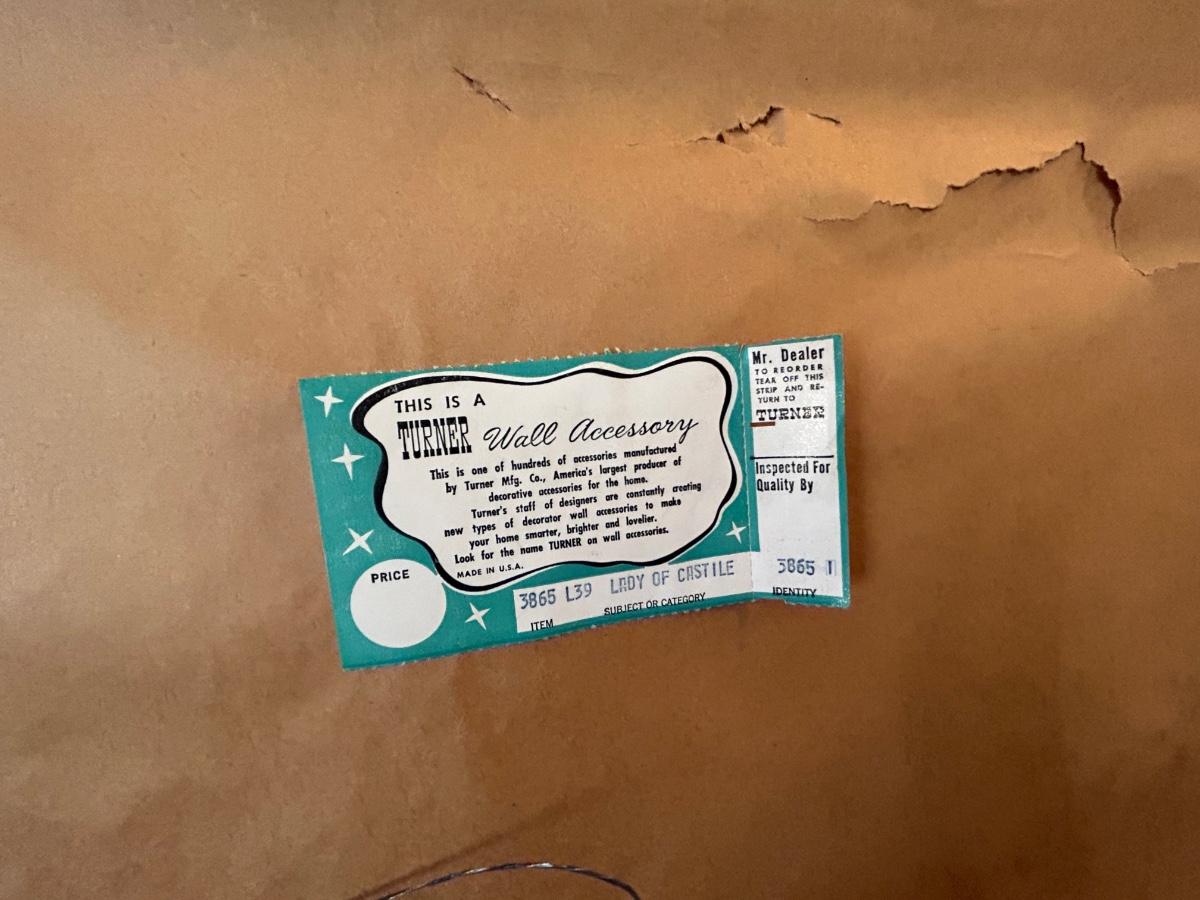 THIS IS A
TURNER Wall Accessory
This is one of hundreds of accessories manufactured
by Turner Mfg. Co., America's largest producer of
decorative accessories for the home.
Turner's staff of designers are constantly creating
new types of decorator wall accessories to make
your home smarter, brighter and lovelier.
Look for the name TURNER on wall accessories.
MADE IN U.S.A.
PRICE
3865 L39 LADY OF CASTILE
ITEM SUBJECT OR CATEGORY
Mr. Dealer
TO REORDER
TEAR OFF THIS
STRIP AND RE-
TURN TO
TURNER
Inspected For
Quality By
3865 1
IDENTITY